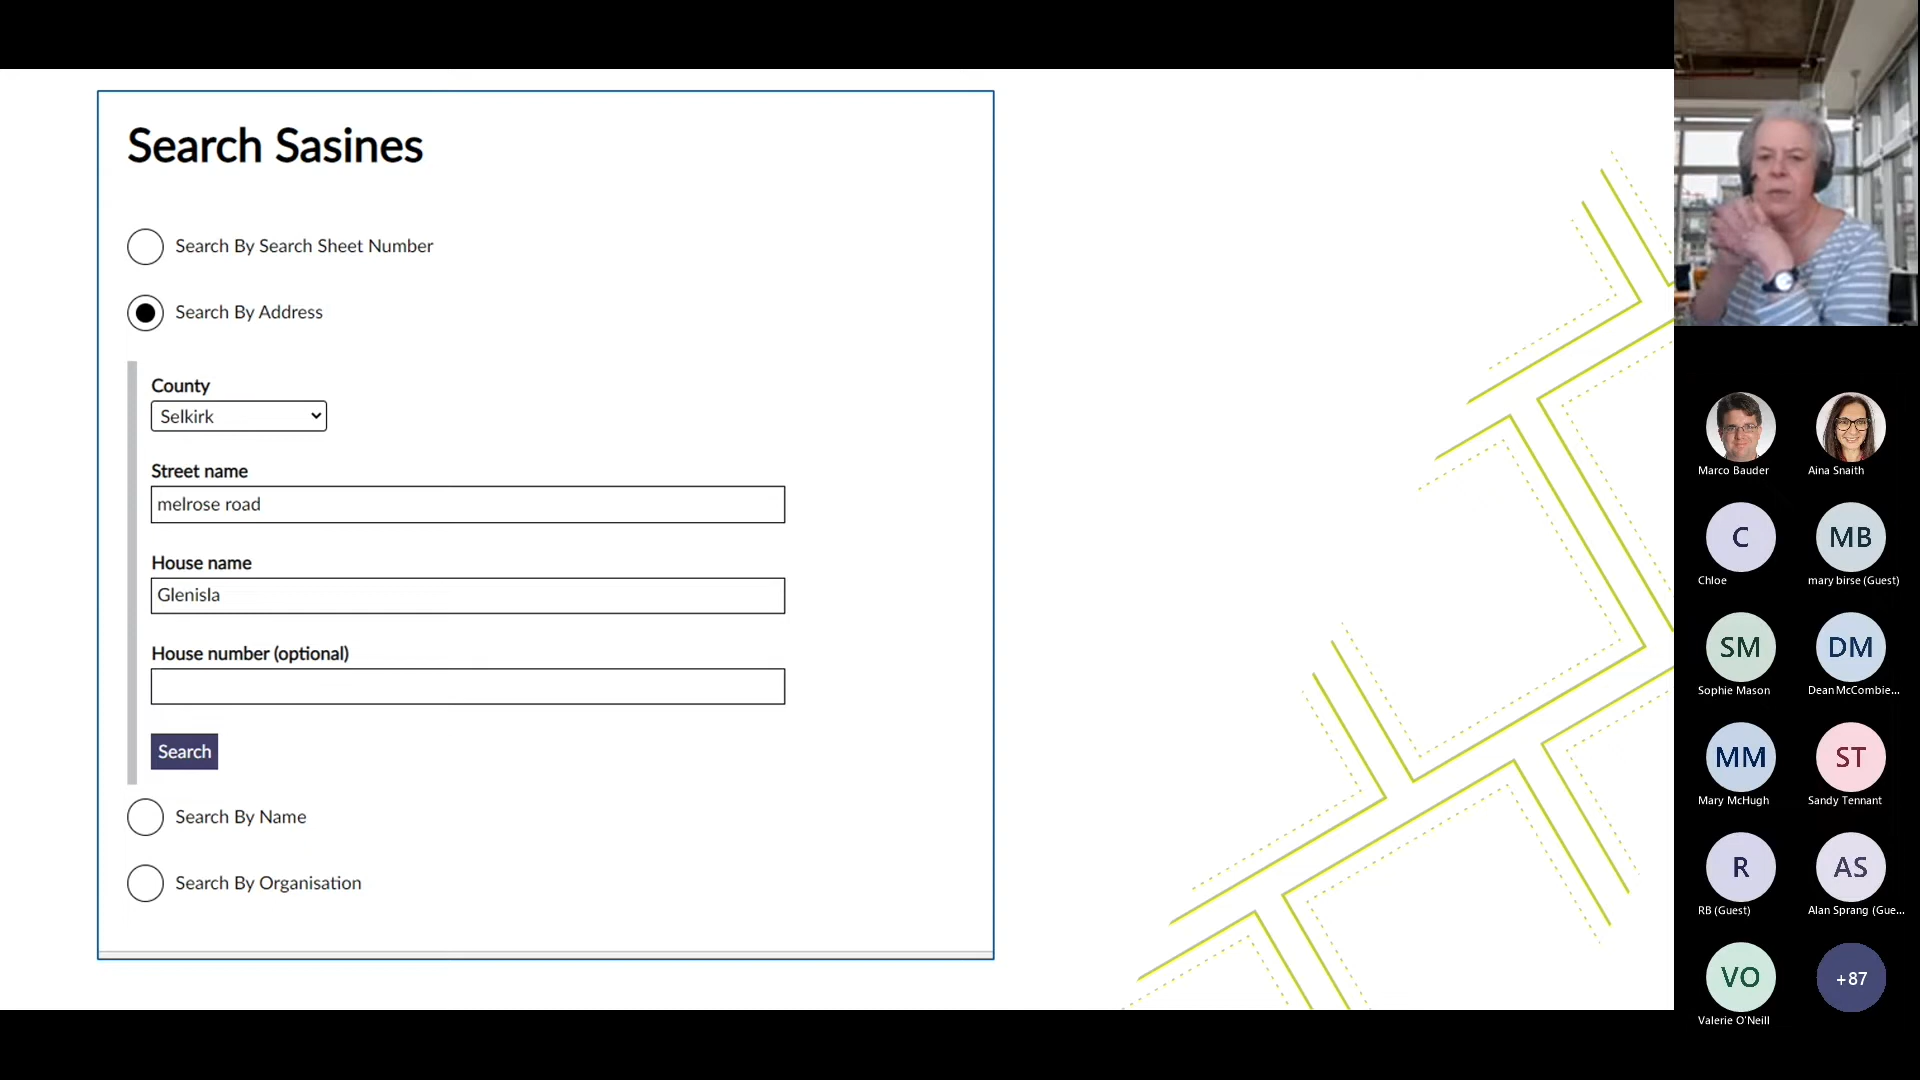 Search Sasines
Search By Search Sheet Number
Search By Address
County
Selkirk
Street name
melrose road
House name
Glenisla
House number (optional)
Search
Search By Name
Search By Organisation
Marco Bauder
Aina Snaith
C
Chloe
MB
mary birse (Guest)
SM
Sophie Mason
DM
Dean McCombie...
MM
Mary McHugh
ST
Sandy Tennant
R
RB (Guest)
AS
Alan Sprang (Gue...
VO
Valerie O'Neill
+87